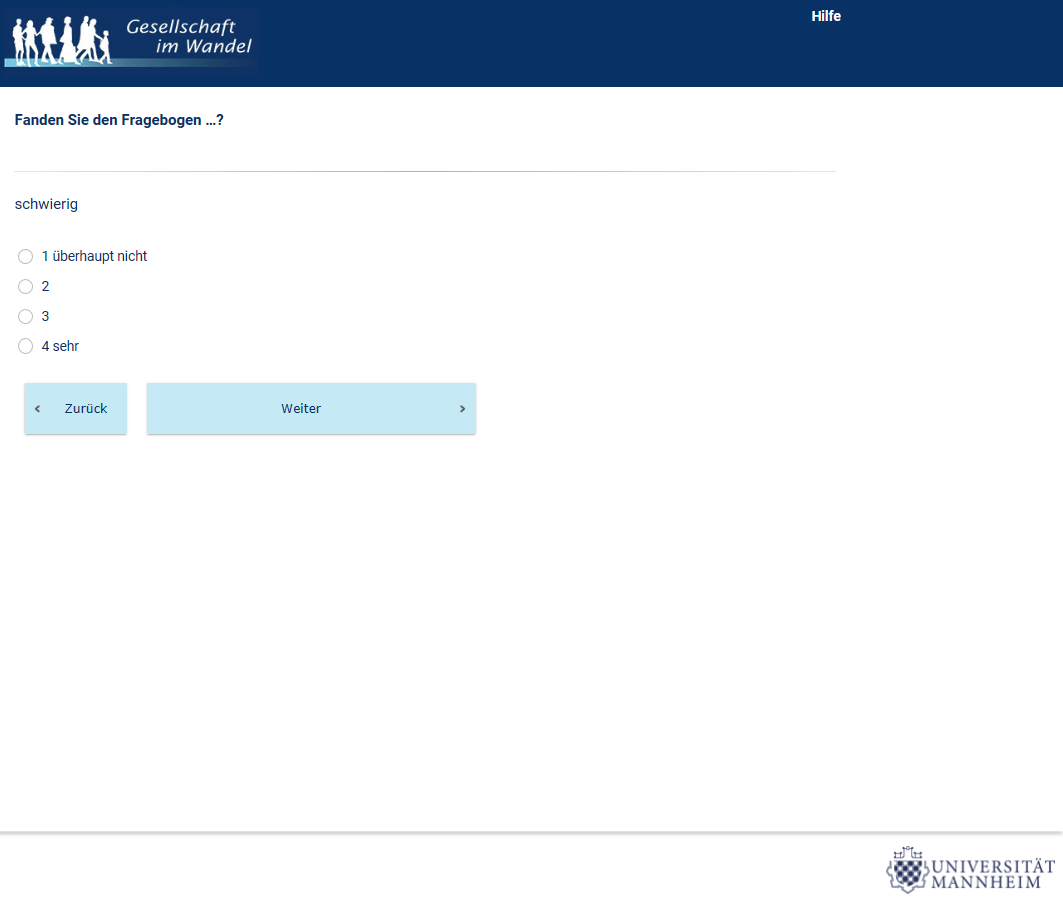 Gesellschaft
im Wandel
Hilfe
Fanden Sie den Fragebogen ...?
schwierig
1 überhaupt nicht
2
3
4 sehr
Zurück
Weiter
UNIVERSITÄT
MANNHEIM